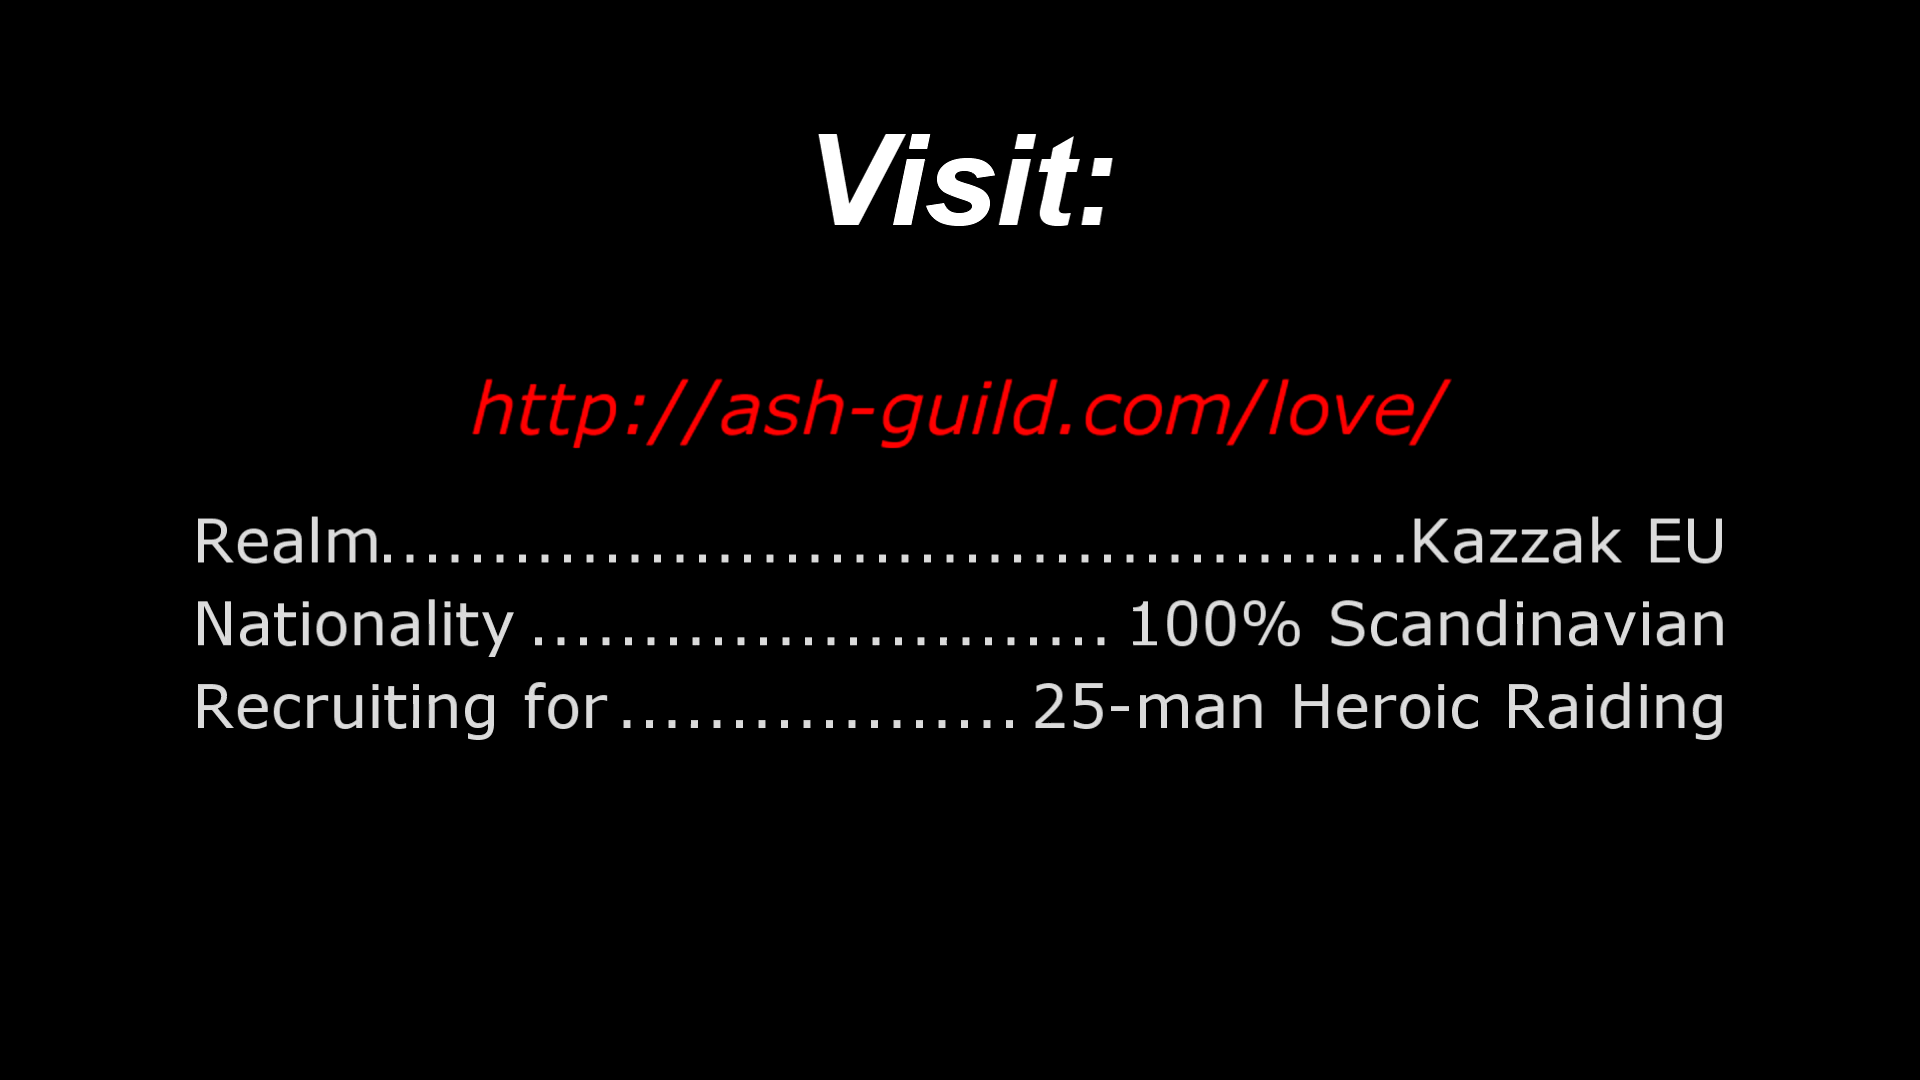 Visit:
http://ash-guild.com/love/
Realm..............................................Kazzak EU
Nationality .......................... 100% Scandinavian
Recruiting for .................. 25-man Heroic Raiding